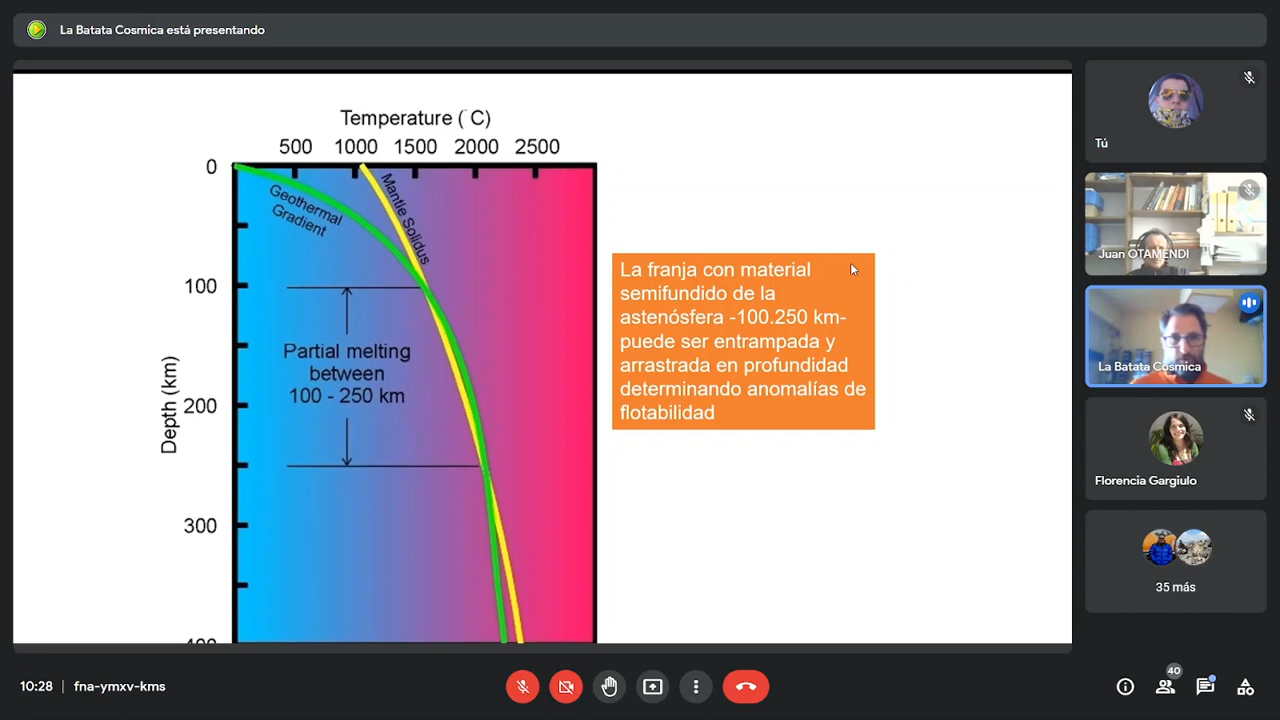 La Batata Cosmica está presentando
Temperature (˚C)
500 1000 1500 2000 2500
0
100
200
300
400
Depth (km)
Geothermal
Gradient
Mantle Solidus
Partial melting
between
100 - 250 km
La franja con material
semifundido de la
astenósfera -100.250 km-
puede ser entrampada y
arrastrada en profundidad
determinando anomalías de
flotabilidad
Tú
Juan OTAMENDI
La Batata Cosmica
Florencia Gargiulo
35 más
10:28 | fna-ymxv-kms
40